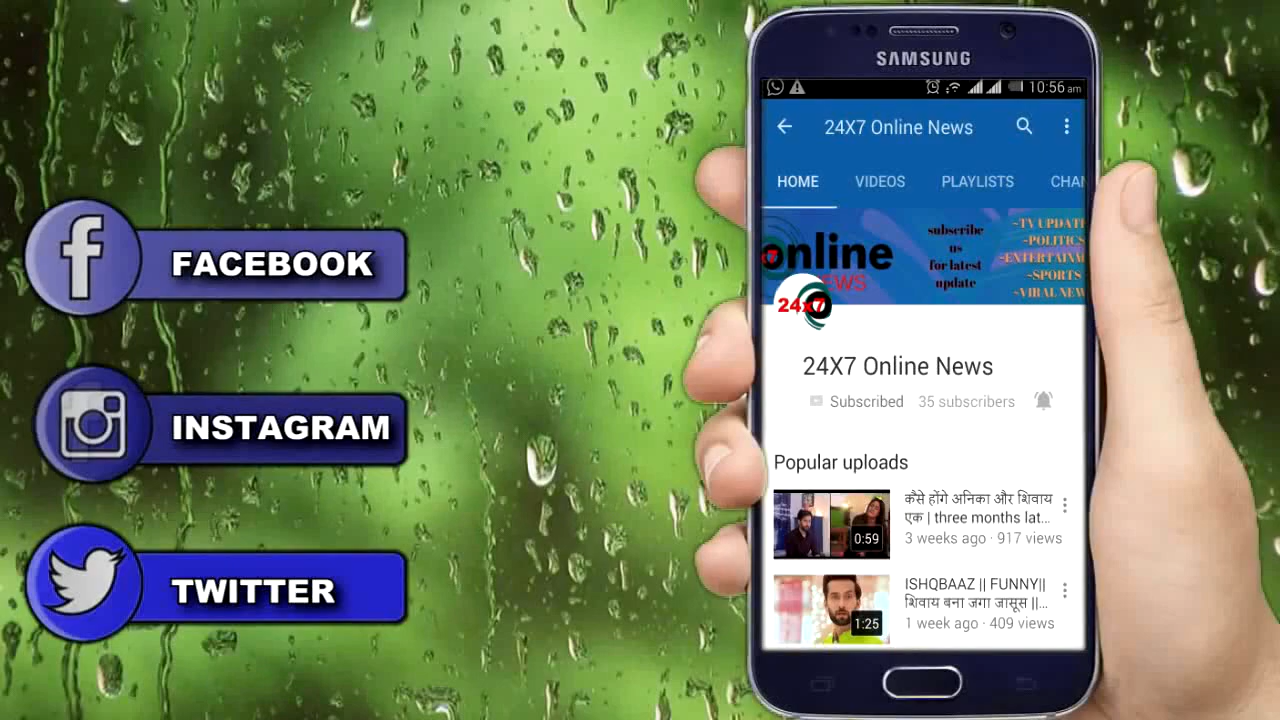 FACEBOOK
INSTAGRAM
TWITTER
SAMSUNG
10:56 am
24X7 Online News
HOME VIDEOS PLAYLISTS CHAN
online
NEWS
24x7
subscribe
us
for latest
update
~TV UPDATE
~POLITICS
~ENTERTAINM
~SPORTS
~VIRAL NEW
24X7 Online News
Subscribed 35 subscribers
Popular uploads
0:59
कैसे होंगे अनिका और शिवाय
एक | three months lat...
3 weeks ago · 917 views
1:25
ISHQBAAZ || FUNNY||
शिवाय बना जगा जासूस ||...
1 week ago · 409 views